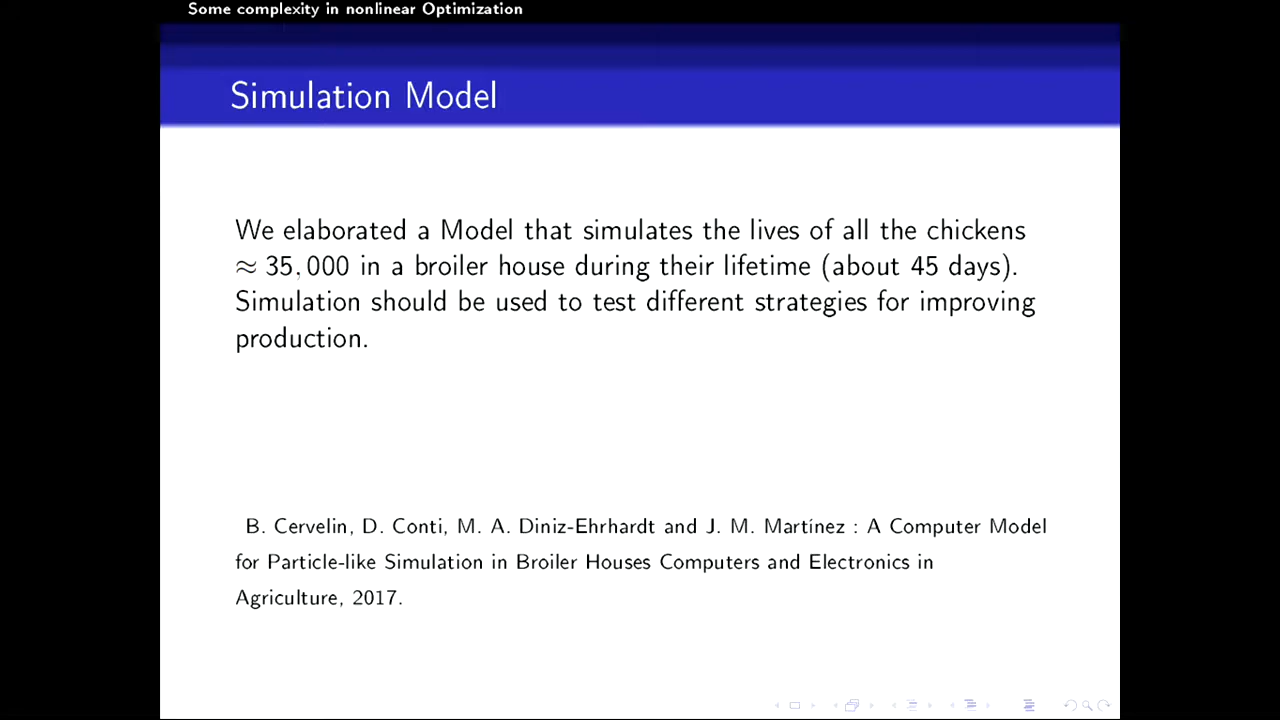 Some complexity in nonlinear Optimization
Simulation Model
We elaborated a Model that simulates the lives of all the chickens
≈ 35, 000 in a broiler house during their lifetime (about 45 days).
Simulation should be used to test different strategies for improving
production.
B. Cervelin, D. Conti, M. A. Diniz-Ehrhardt and J. M. Martínez : A Computer Model
for Particle-like Simulation in Broiler Houses Computers and Electronics in
Agriculture, 2017.